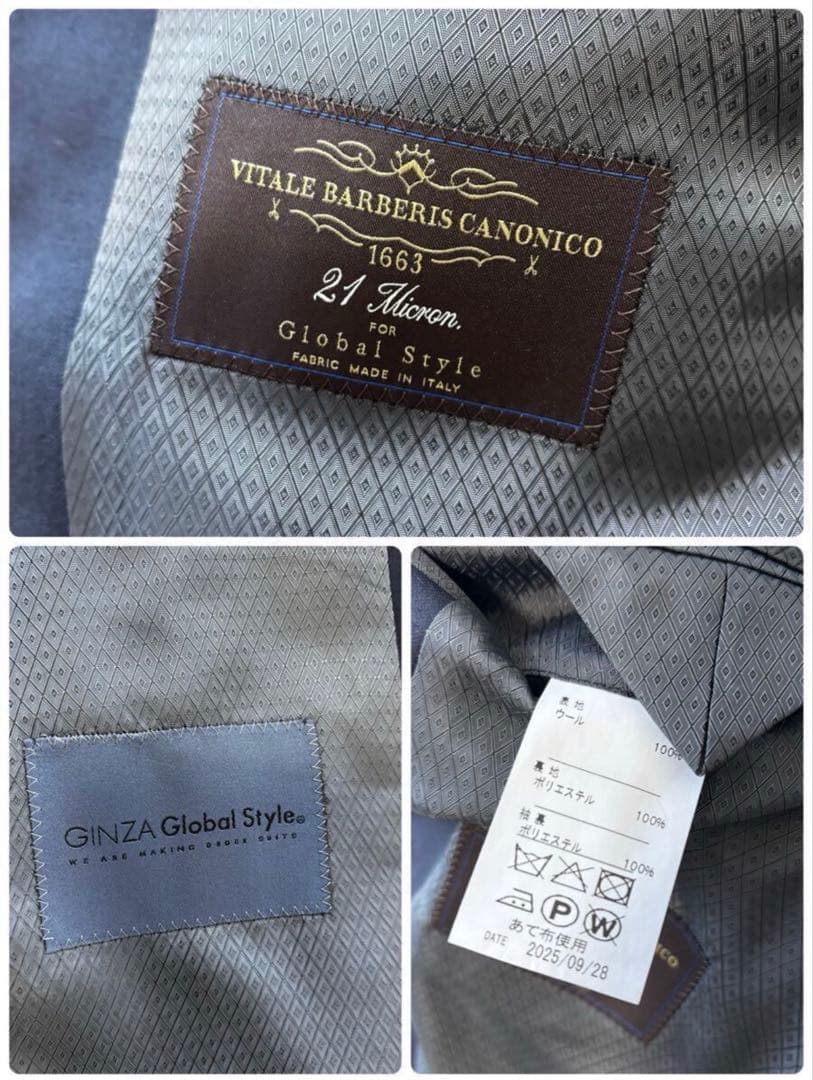 VITALE BARBERIS CANONICO
1663
21 Micron.
FOR
Global Style
FABRIC MADE IN ITALY
GINZA Global Style
WE ARE MAKING ORDER SUITS
表地
ウール
100%
裏地
ポリエステル
100%
袖裏
ポリエステル
100%
P W
あて布使用
DATE 2025/09/28
ICO